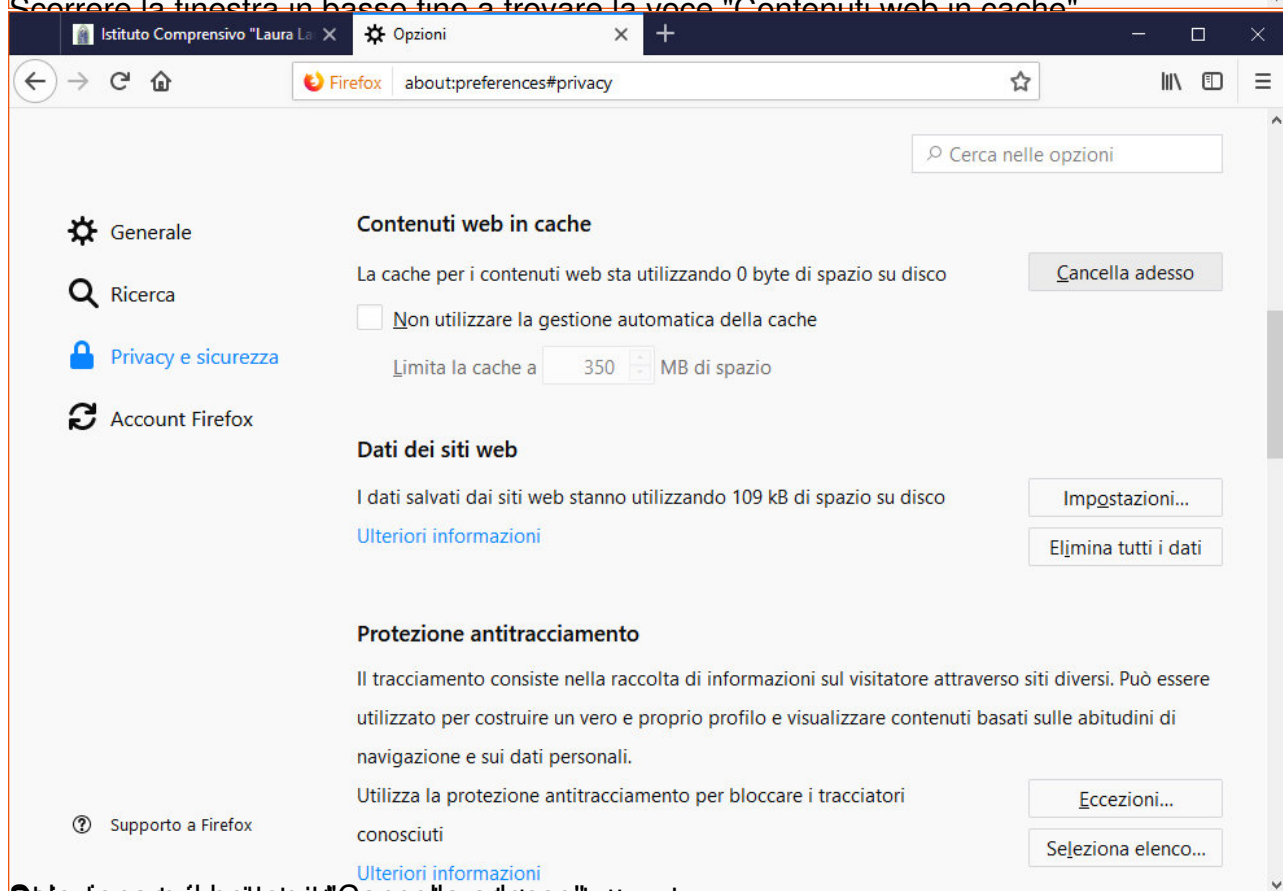 Scorrere la finestra in basso fino a trovare la voce "Contenuti web in cache"
Istituto Comprensivo "Laura La
Opzioni
Firefox about:preferences#privacy
Cerca nelle opzioni
Generale
Ricerca
Privacy e sicurezza
Account Firefox
Supporto a Firefox
Contenuti web in cache
La cache per i contenuti web sta utilizzando 0 byte di spazio su disco
Cancella adesso
Non utilizzare la gestione automatica della cache
Limita la cache a 350 MB di spazio
Dati dei siti web
I dati salvati dai siti web stanno utilizzando 109 kB di spazio su disco
Impostazioni...
Ulteriori informazioni
Elimina tutti i dati
Protezione antitracciamento
Il tracciamento consiste nella raccolta di informazioni sul visitatore attraverso siti diversi. Può essere
utilizzato per costruire un vero e proprio profilo e visualizzare contenuti basati sulle abitudini di
navigazione e sui dati personali.
Utilizza la protezione antitracciamento per bloccare i tracciatori
conosciuti
Eccezioni...
Seleziona elenco...
Ulteriori informazioni